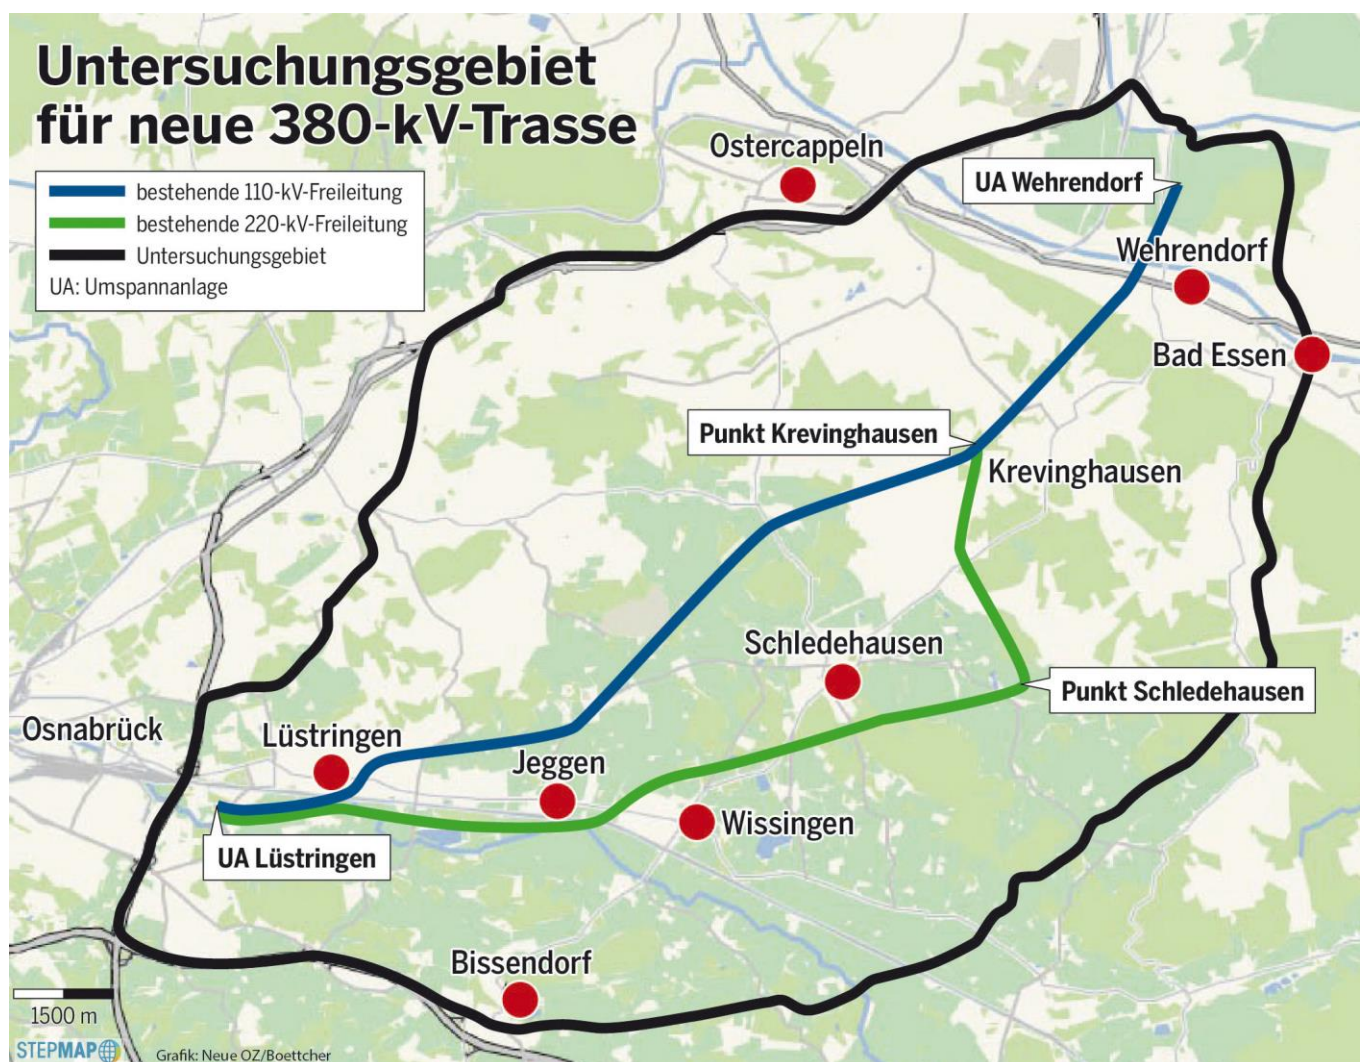 Untersuchungsgebiet
für neue 380-kV-Trasse
bestehende 110-kV-Freileitung
bestehende 220-kV-Freileitung
Untersuchungsgebiet
UA: Umspannanlage
Ostercappeln
UA Wehrendorf
Wehrendorf
Bad Essen
Punkt Krevinghausen
Krevinghausen
Schledehausen
Punkt Schledehausen
Osnabrück
Lüstringen
Jeggen
Wissingen
UA Lüstringen
Bissendorf
1500 m
STEPMAP
Grafik: Neue OZ/Boettcher